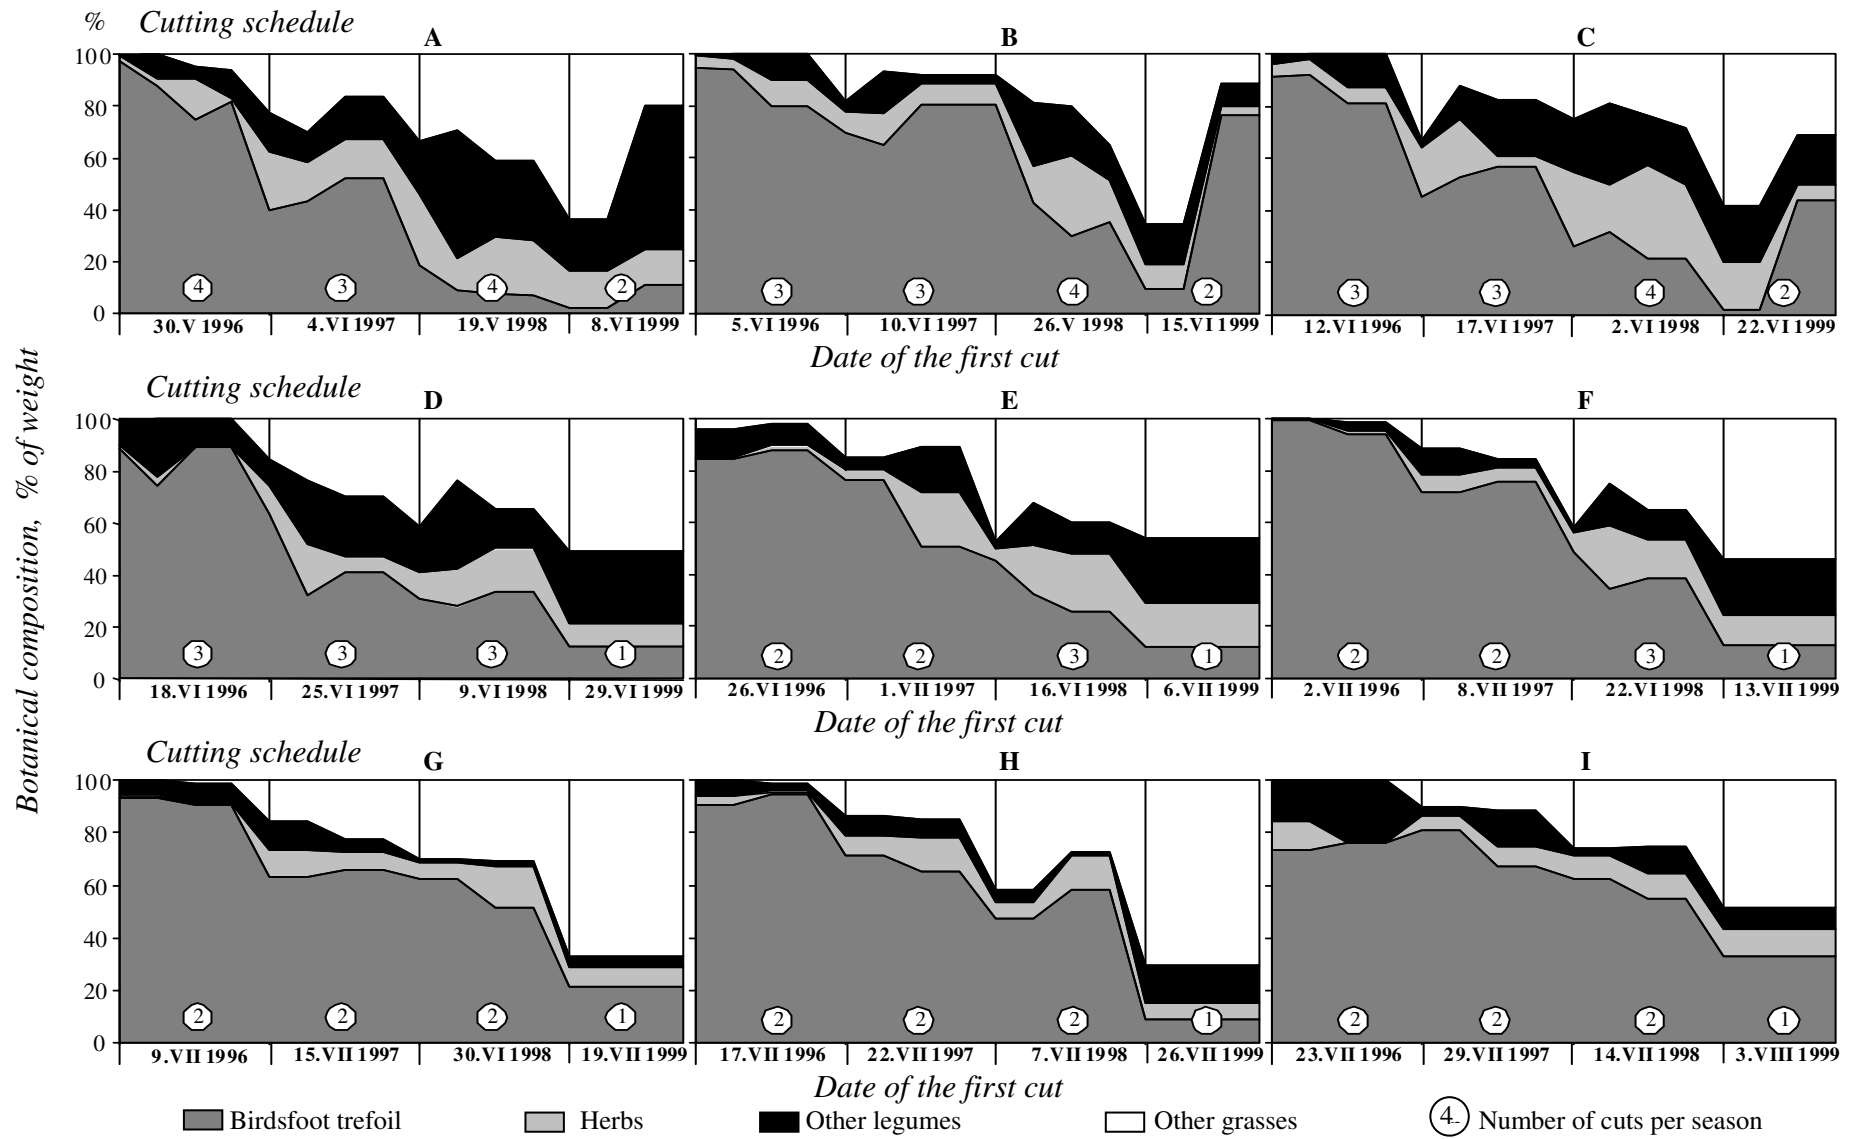 % Cutting schedule
A B C
100
80
60
40
20
0
4 3 4 2 3 3 4 2 3 3 4 2
30.V 1996 4.VI 1997 19.V 1998 8.VI 1999 5.VI 1996 10.VI 1997 26.V 1998 15.VI 1999 12.VI 1996 17.VI 1997 2.VI 1998 22.VI 1999
Date of the first cut
Botanical composition, % of weight
Cutting schedule
D E F
100
80
60
40
20
0
3 3 3 1 2 2 3 1 2 2 3 1
18.VI 1996 25.VI 1997 9.VI 1998 29.VI 1999 26.VI 1996 1.VII 1997 16.VI 1998 6.VII 1999 2.VII 1996 8.VII 1997 22.VI 1998 13.VII 1999
Date of the first cut
Cutting schedule
G H I
100
80
60
40
20
0
2 2 2 1 2 2 2 1 2 2 2 1
9.VII 1996 15.VII 1997 30.VI 1998 19.VII 1999 17.VII 1996 22.VII 1997 7.VII 1998 26.VII 1999 23.VII 1996 29.VII 1997 14.VII 1998 3.VIII 1999
Date of the first cut
Birdsfoot trefoil Herbs Other legumes Other grasses 4 Number of cuts per season